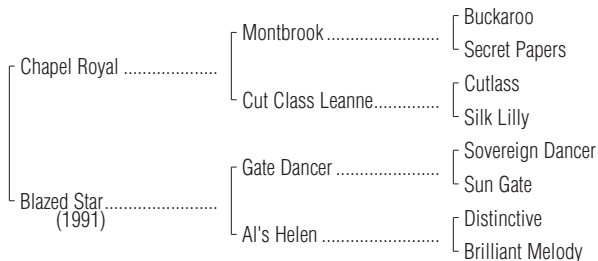 Buckaroo
Montbrook........................
Secret Papers
Chapel Royal ....................
Cutlass
Cut Class Leanne..............
Silk Lilly
Sovereign Dancer
Gate Dancer ......................
Sun Gate
Blazed Star........................
(1991)
Distinctive
Al's Helen .........................
Brilliant Melody